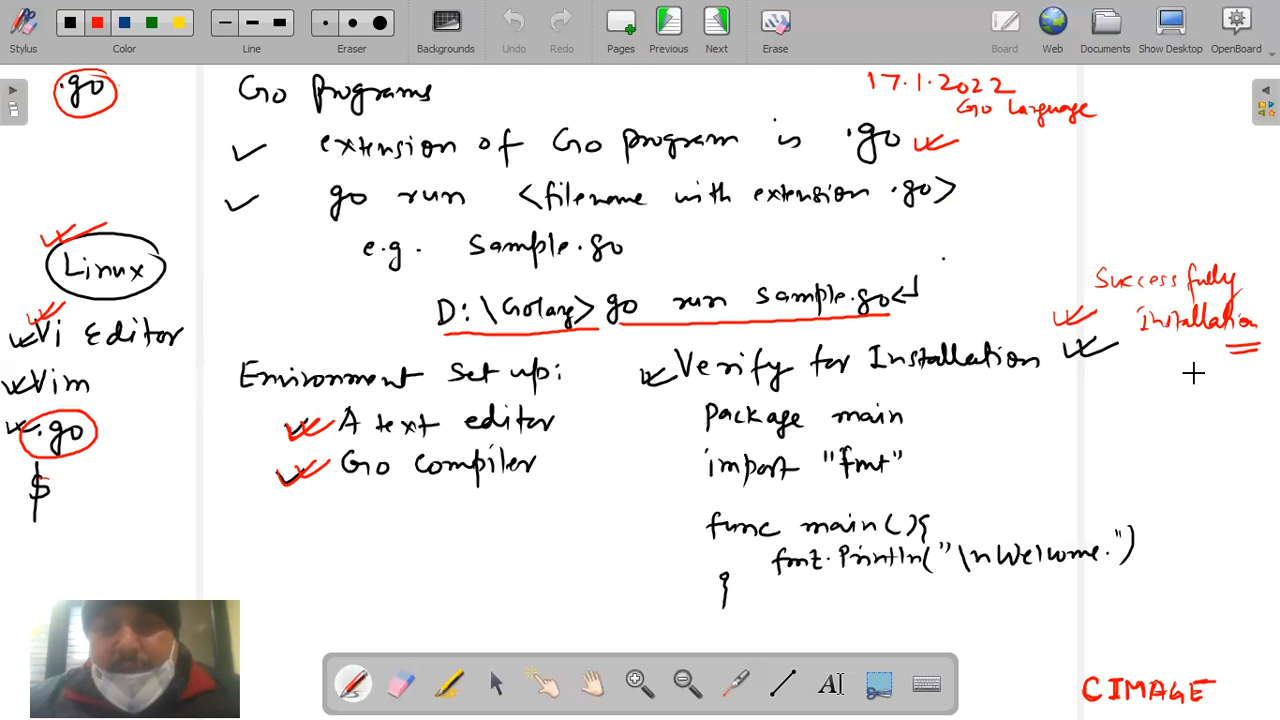 Stylus
Color
Line
Eraser
Backgrounds
Undo
Redo
Pages
Previous
Next
Erase
Board
Web
Documents
Show Desktop
OpenBoard
.go
Go Programs
17.1.2022
Go Language
extension of Go program is .go
go run <filename with extension .go>
e.g. Sample.go
D:\Golang>go run sample.go
Linux
Vi Editor
Vim
.go
$
Successfully
Installation
Environment Set up:
A text editor
Go Compiler
Verify for Installation
Package main
import "fmt"
func main(){
fmt.Println("\nWelcome.")
}
CIMAGE